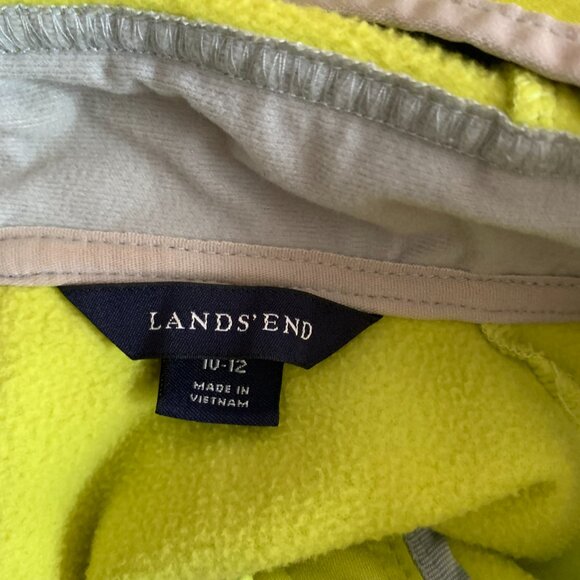 LANDS' END
10-12
MADE IN
VIETNAM